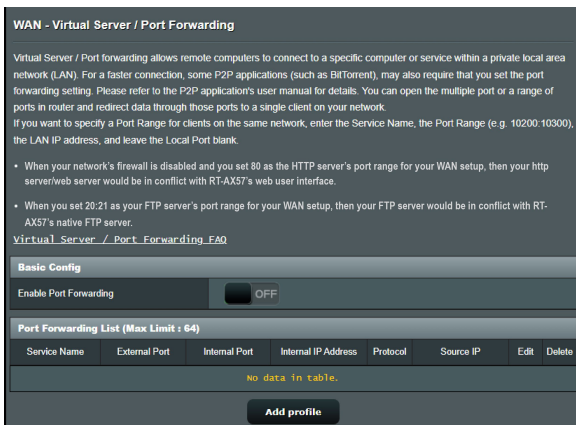 WAN - Virtual Server / Port Forwarding
Virtual Server / Port forwarding allows remote computers to connect to a specific computer or service within a private local area
network (LAN). For a faster connection, some P2P applications (such as BitTorrent), may also require that you set the port
forwarding setting. Please refer to the P2P application's user manual for details. You can open the multiple port or a range of
ports in router and redirect data through those ports to a single client on your network.
If you want to specify a Port Range for clients on the same network, enter the Service Name, the Port Range (e.g. 10200:10300),
the LAN IP address, and leave the Local Port blank.
• When your network's firewall is disabled and you set 80 as the HTTP server's port range for your WAN setup, then your http
server/web server would be in conflict with RT-AX57's web user interface.
• When you set 20:21 as your FTP server's port range for your WAN setup, then your FTP server would be in conflict with RT-
AX57's native FTP server.
Virtual Server / Port Forwarding FAQ
Basic Config
Enable Port Forwarding OFF
Port Forwarding List (Max Limit : 64)
Service Name External Port Internal Port Internal IP Address Protocol Source IP Edit Delete
No data in table.
Add profile